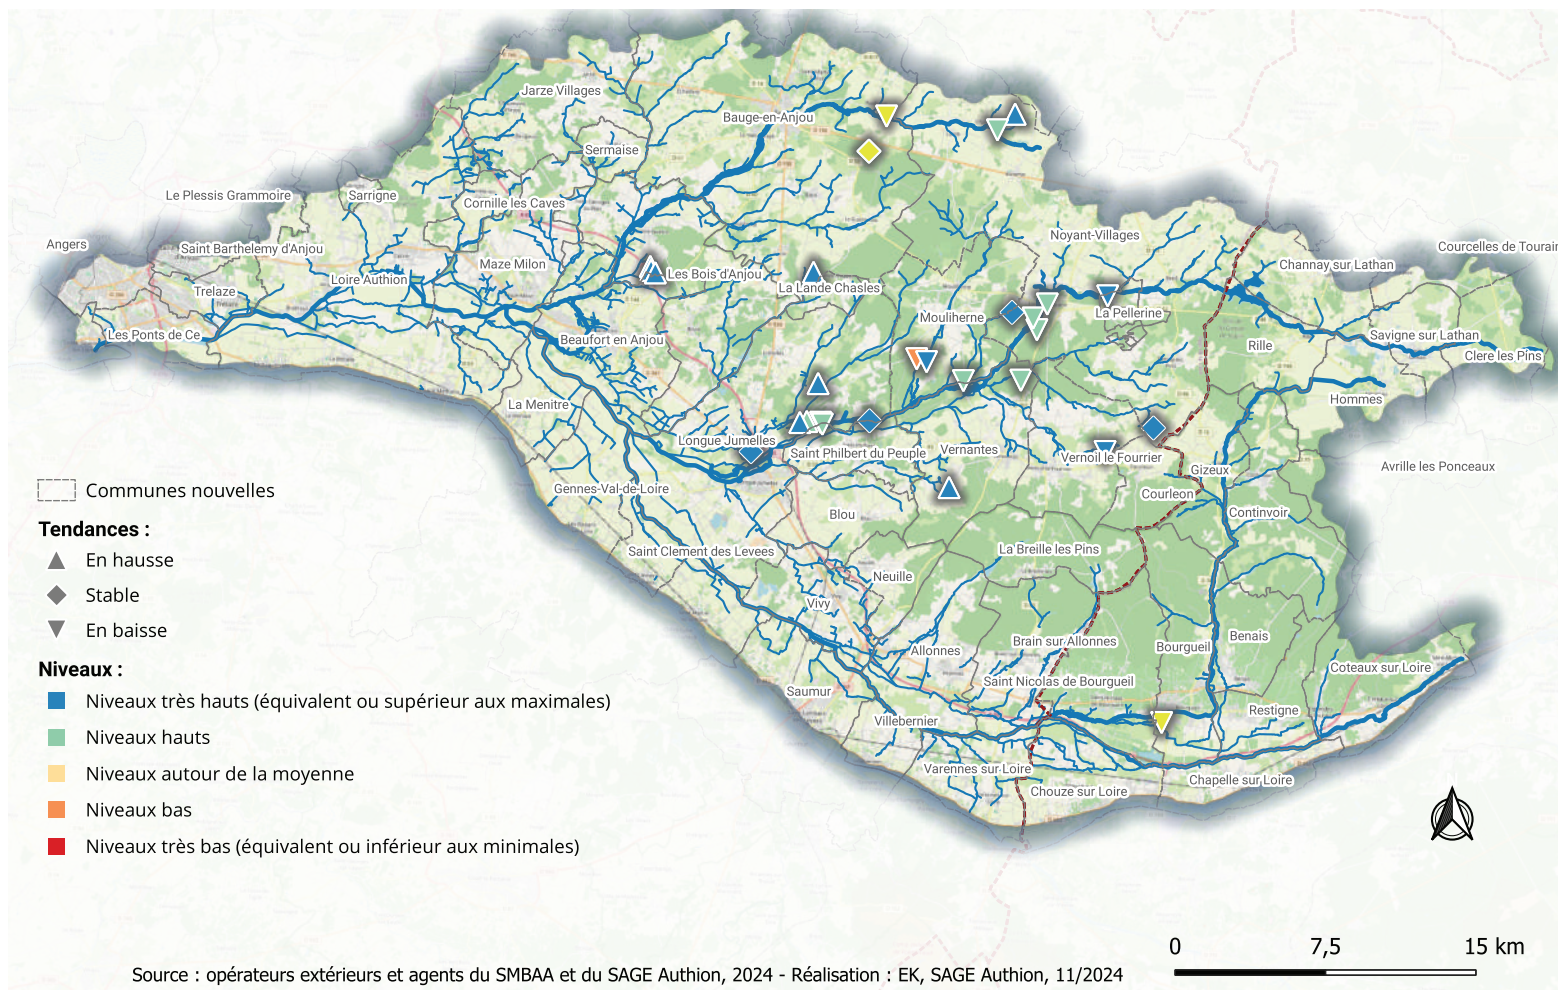 Jarze Villages
Bauge-en-Anjou
Sermaise
Le Plessis Grammoire
Sarrigne
Cornille les Caves
Angers
Saint Barthelemy d'Anjou
Noyant-Villages
Courcelles de Tourain
Loire Authion
Maze Milon
Les Bois d'Anjou
La Lande Chasles
Channay sur Lathan
Trelaze
Les Ponts de Ce
Beaufort en Anjou
Mouliherne
La Pellerine
Rille
Savigne sur Lathan
Clere les Pins
La Menitre
Hommes
Longue Jumelles
Saint Philbert du Peuple
Vernantes
Vernoil le Fourrier
Gizeux
Avrille les Ponceaux
Gennes-Val-de-Loire
Courleon
Blou
Continvoir
Saint Clement des Levees
La Breille les Pins
Neuille
Vivy
Brain sur Allonnes
Benais
Allonnes
Bourgueil
Coteaux sur Loire
Saint Nicolas de Bourgueil
Saumur
Restigne
Villebernier
Varennes sur Loire
Chapelle sur Loire
Chouze sur Loire
Communes nouvelles
Tendances :
En hausse
Stable
En baisse
Niveaux :
Niveaux très hauts (équivalent ou supérieur aux maximales)
Niveaux hauts
Niveaux autour de la moyenne
Niveaux bas
Niveaux très bas (équivalent ou inférieur aux minimales)
0 7,5 15 km
Source : opérateurs extérieurs et agents du SMBAA et du SAGE Authion, 2024 - Réalisation : EK, SAGE Authion, 11/2024